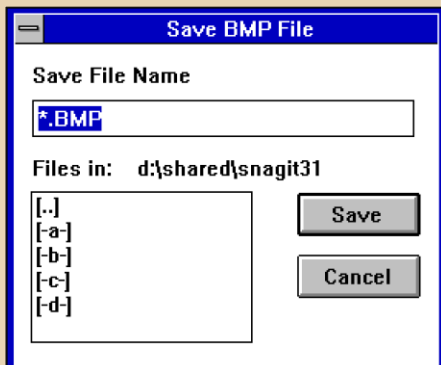 Save BMP File
Save File Name
*.BMP
Files in: d:\shared\snagit31
[..]
[-a-]
[-b-]
[-c-]
[-d-]
Save
Cancel